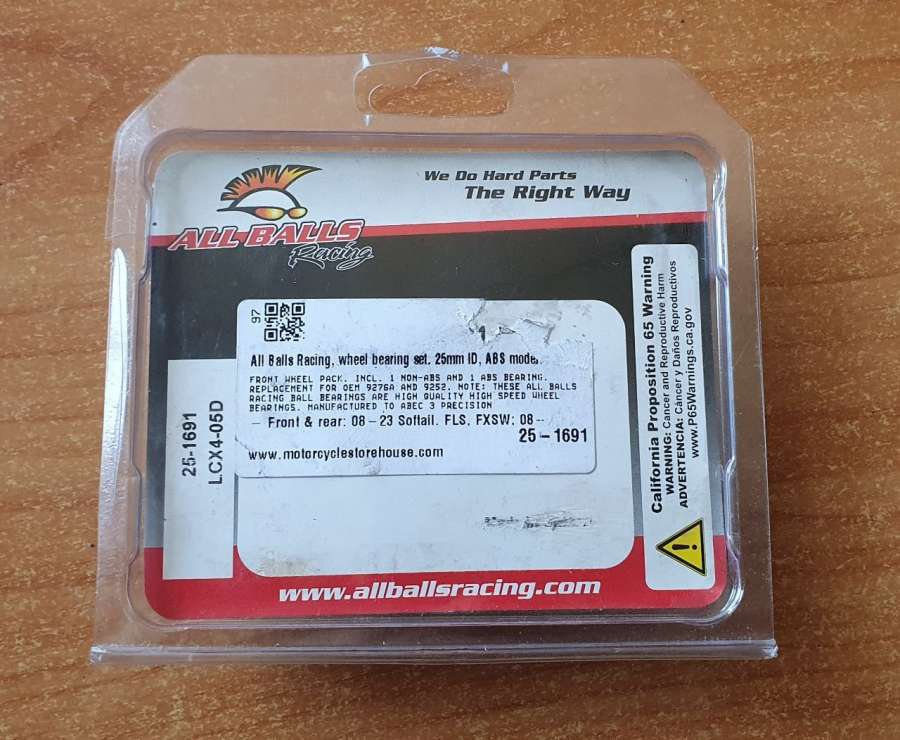 We Do Hard Parts
The Right Way
ALL BALLS
Racing
97
1
All Balls Racing, wheel bearing set. 25mm ID, ABS model.
FRONT WHEEL PACK. INCL. 1 NON-ABS AND 1 ABS BEARING.
REPLACEMENT FOR OEM 9276A AND 9252. NOTE: THESE ALL BALLS
RACING BALL BEARINGS ARE HIGH QUALITY HIGH SPEED WHEEL
BEARINGS. MANUFACTURED TO ABEC 3 PRECISION
- Front & rear: 08 - 23 Softail. FLS, FXSW: 08 -
25 - 1691
www.motorcyclestorehouse.com
25-1691
LCX4-05D
California Proposition 65 Warning
WARNING: Cancer and Reproductive Harm
ADVERTENCIA: Cáncer y Daños Reproductivos
www.P65Warnings.ca.gov
www.allballsracing.com